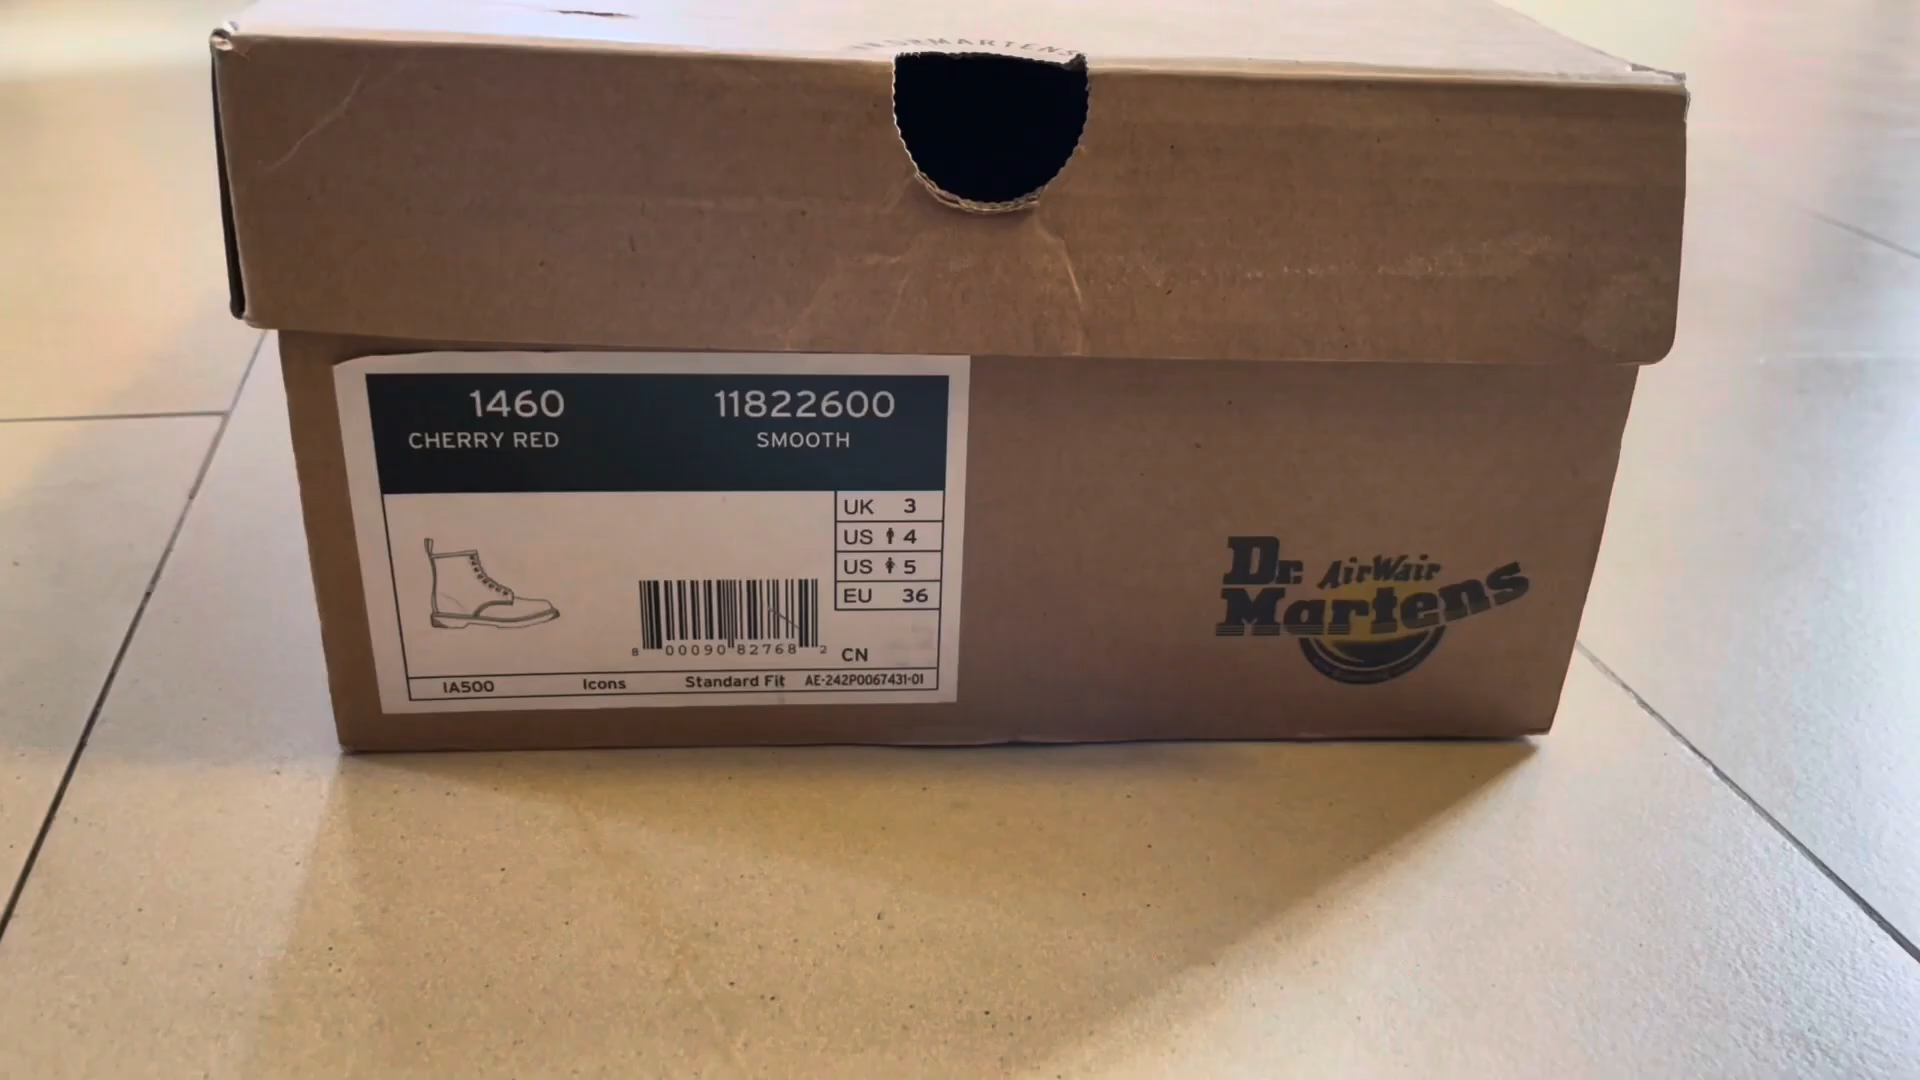 1460 11822600
CHERRY RED SMOOTH
UK 3
US 4
US 5
EU 36
8 00090 82768 2
CN
IA500 Icons Standard Fit AE-242P0067431-01
Dr. AirWair
Martens